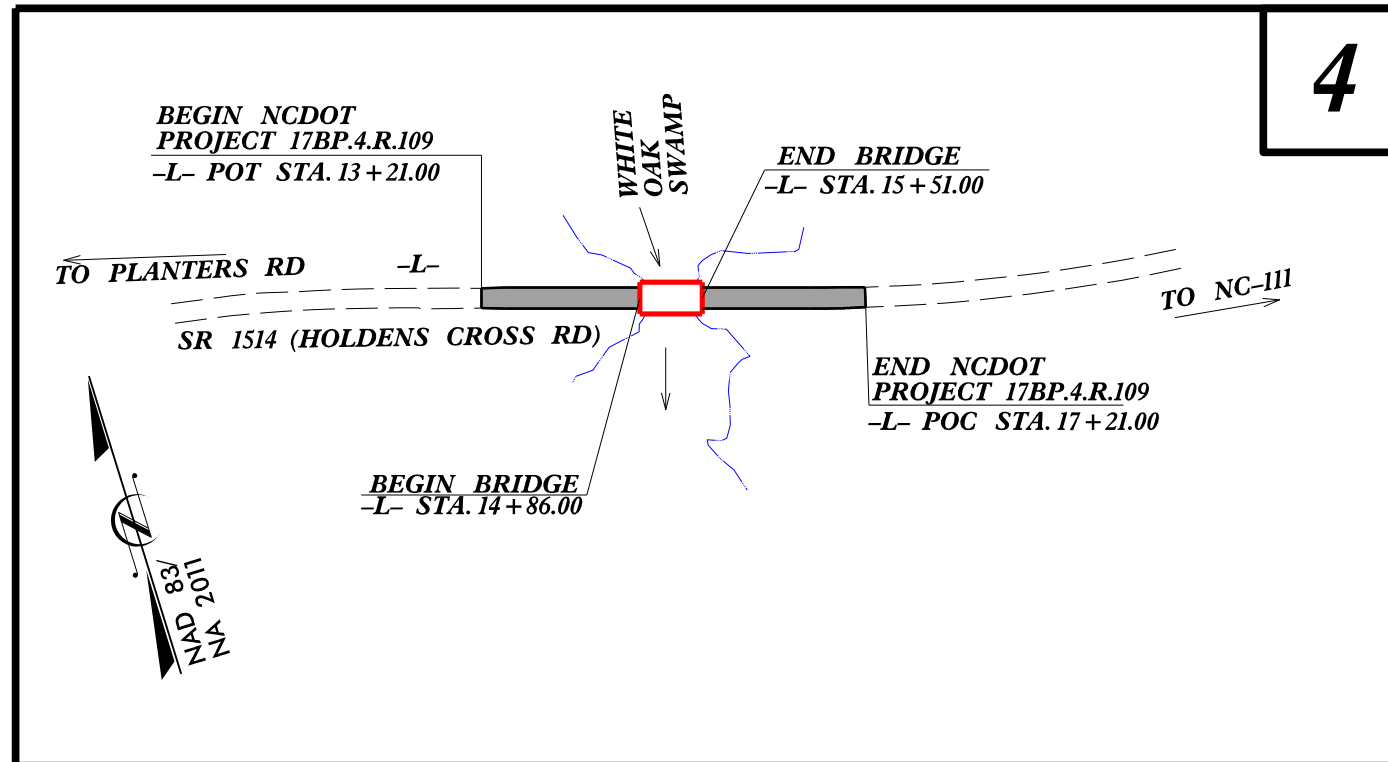 4
BEGIN NCDOT
PROJECT 17BP.4.R.109
–L– POT STA. 13+21.00
WHITE
OAK
SWAMP
END BRIDGE
–L– STA. 15+51.00
TO PLANTERS RD
–L–
TO NC–111
SR 1514 (HOLDENS CROSS RD)
END NCDOT
PROJECT 17BP.4.R.109
–L– POC STA. 17+21.00
BEGIN BRIDGE
–L– STA. 14+86.00
NAD 83/
NA 2011